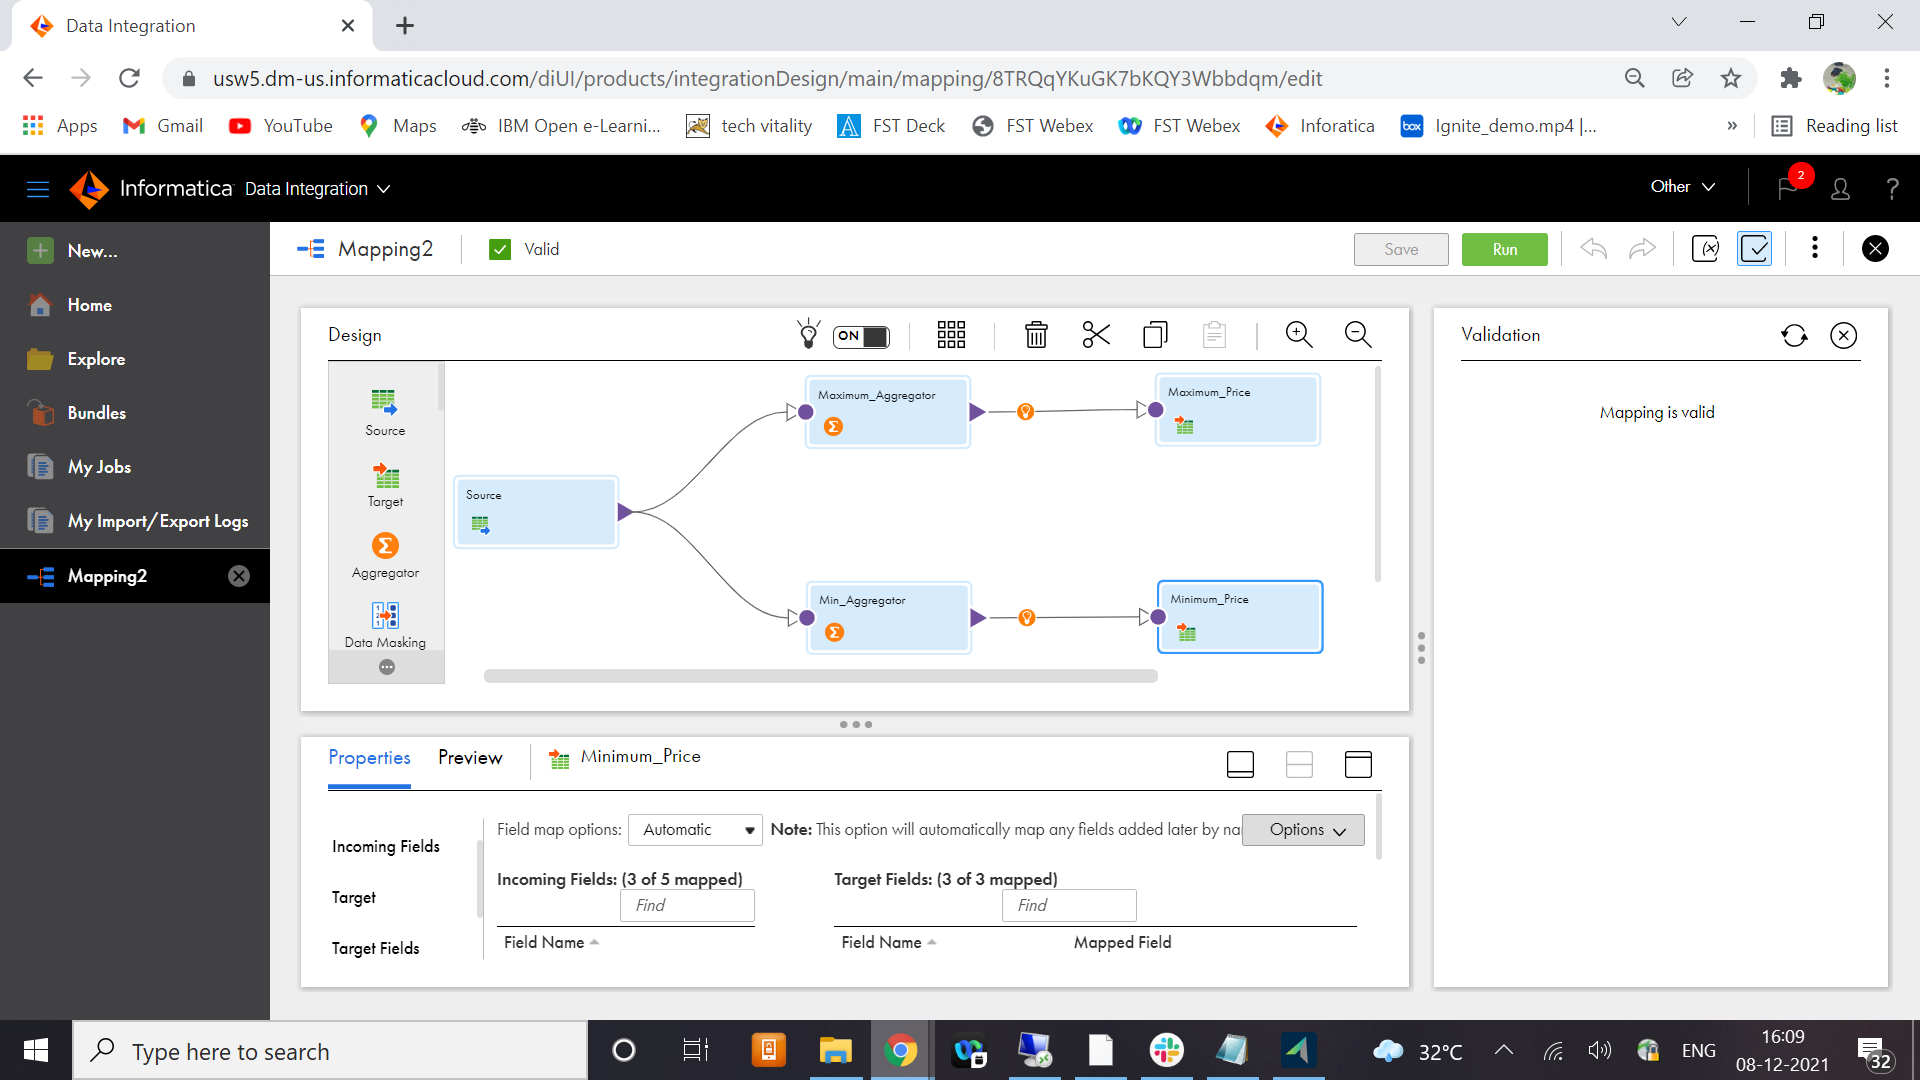 Data Integration
usw5.dm-us.informaticacloud.com/diUI/products/integrationDesign/main/mapping/8TRQqYKuGK7bKQY3Wbbdqm/edit
Apps
Gmail
YouTube
Maps
IBM Open e-Learni...
tech vitality
FST Deck
FST Webex
FST Webex
Inforatica
box
Ignite_demo.mp4 |...
»
Reading list
Informatica
Data Integration
Other
2
?
New...
Home
Explore
Bundles
My Jobs
My Import/Export Logs
Mapping2
Mapping2
Valid
Save
Run
(x)
Design
ON
Source
Target
Aggregator
Data Masking
Source
Maximum_Aggregator
Maximum_Price
Min_Aggregator
Minimum_Price
Validation
Mapping is valid
Properties
Preview
Minimum_Price
Incoming Fields
Target
Target Fields
Field map options:
Automatic
Note: This option will automatically map any fields added later by na
Options
Incoming Fields: (3 of 5 mapped)
Find
Field Name
Target Fields: (3 of 3 mapped)
Find
Field Name
Mapped Field
Type here to search
32°C
ENG
16:09
08-12-2021
32